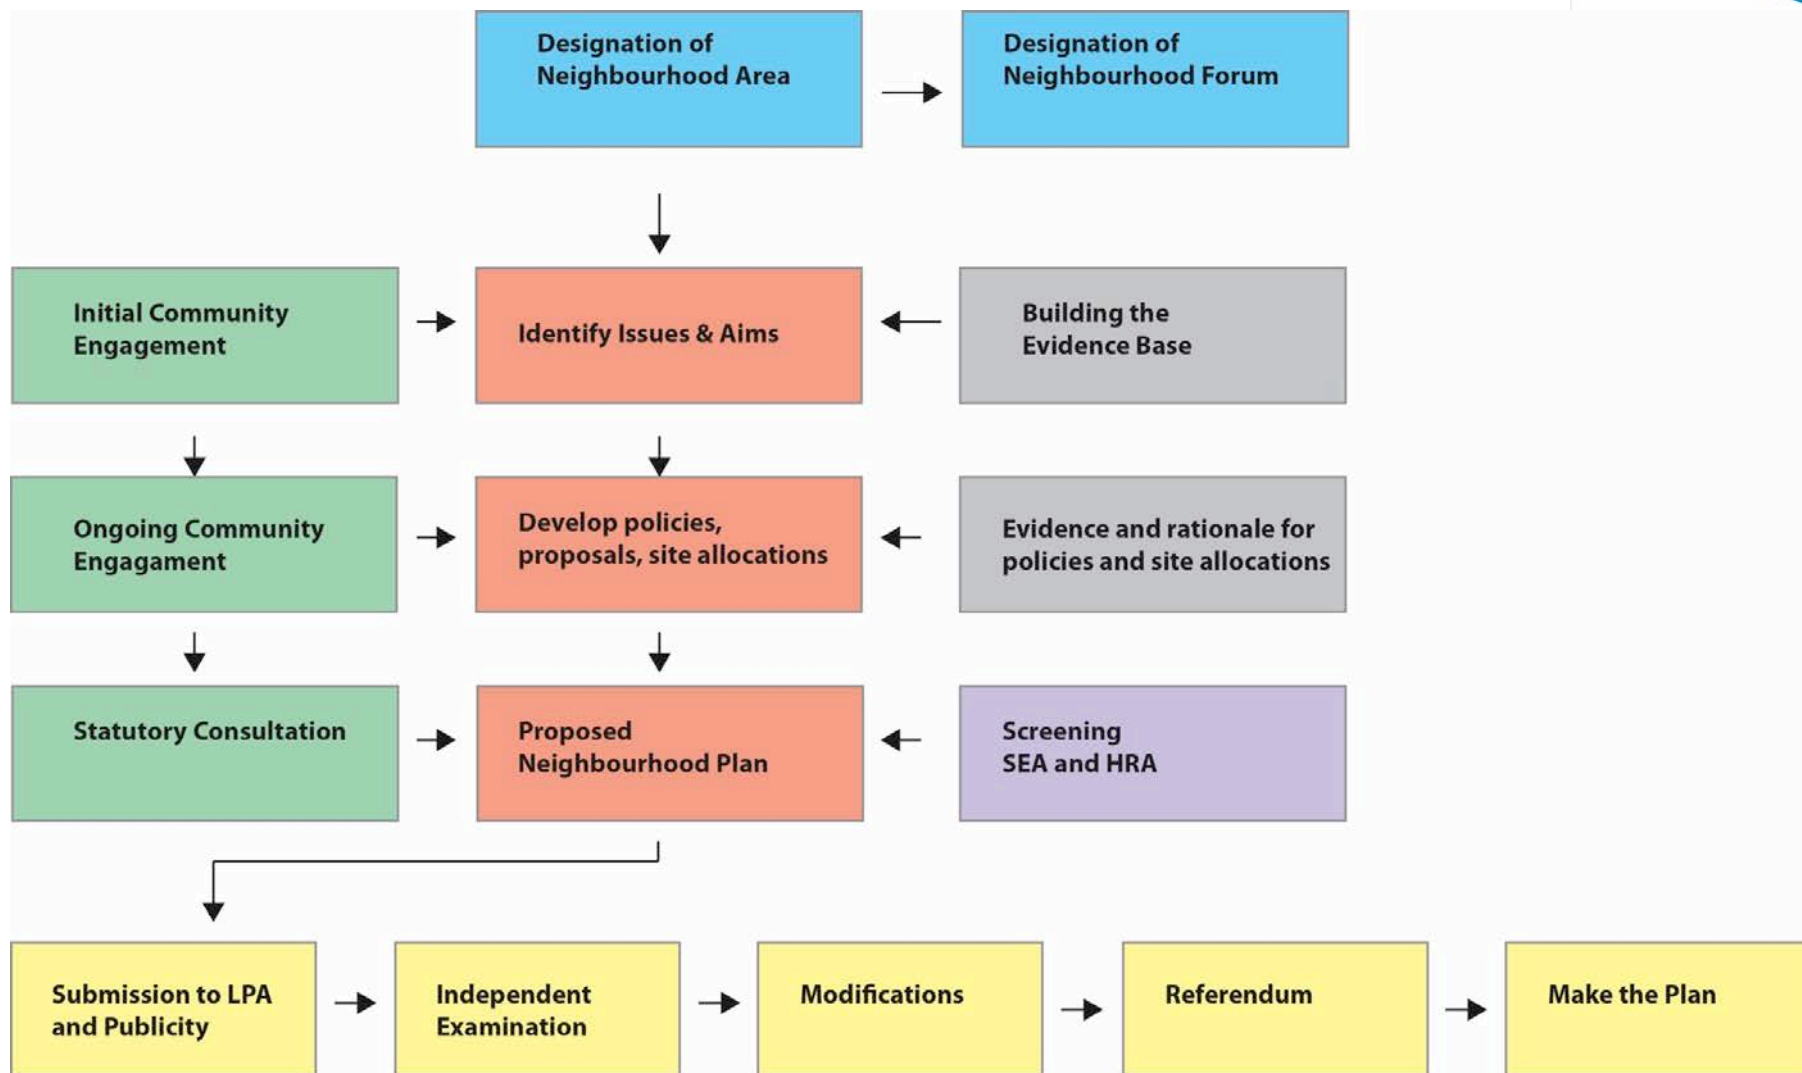 Designation of
Neighbourhood Area
Designation of
Neighbourhood Forum
Initial Community
Engagement
Identify Issues & Aims
Building the
Evidence Base
Ongoing Community
Engagament
Develop policies,
proposals, site allocations
Evidence and rationale for
policies and site allocations
Statutory Consultation
Proposed
Neighbourhood Plan
Screening
SEA and HRA
Submission to LPA
and Publicity
Independent
Examination
Modifications
Referendum
Make the Plan